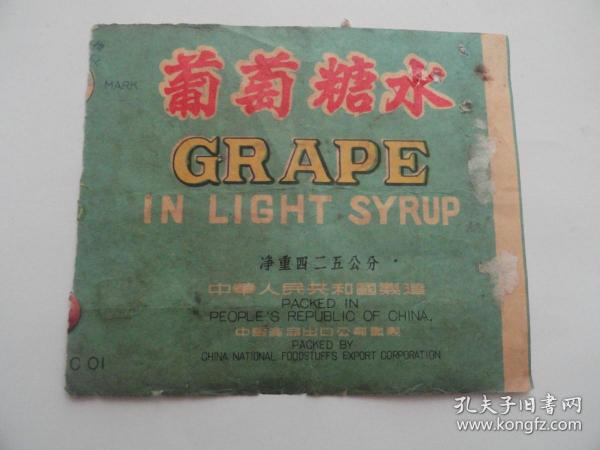 MARK
葡萄糖水
GRAPE
IN LIGHT SYRUP
净重四二五公分
中華人民共和國製造
PACKED IN
PEOPLE'S REPUBLIC OF CHINA.
中國食品出口公司監製
PACKED BY
CHINA NATIONAL FOODSTUFFS EXPORT CORPORATION
C 01
孔夫子旧书网
www.kongfz.com